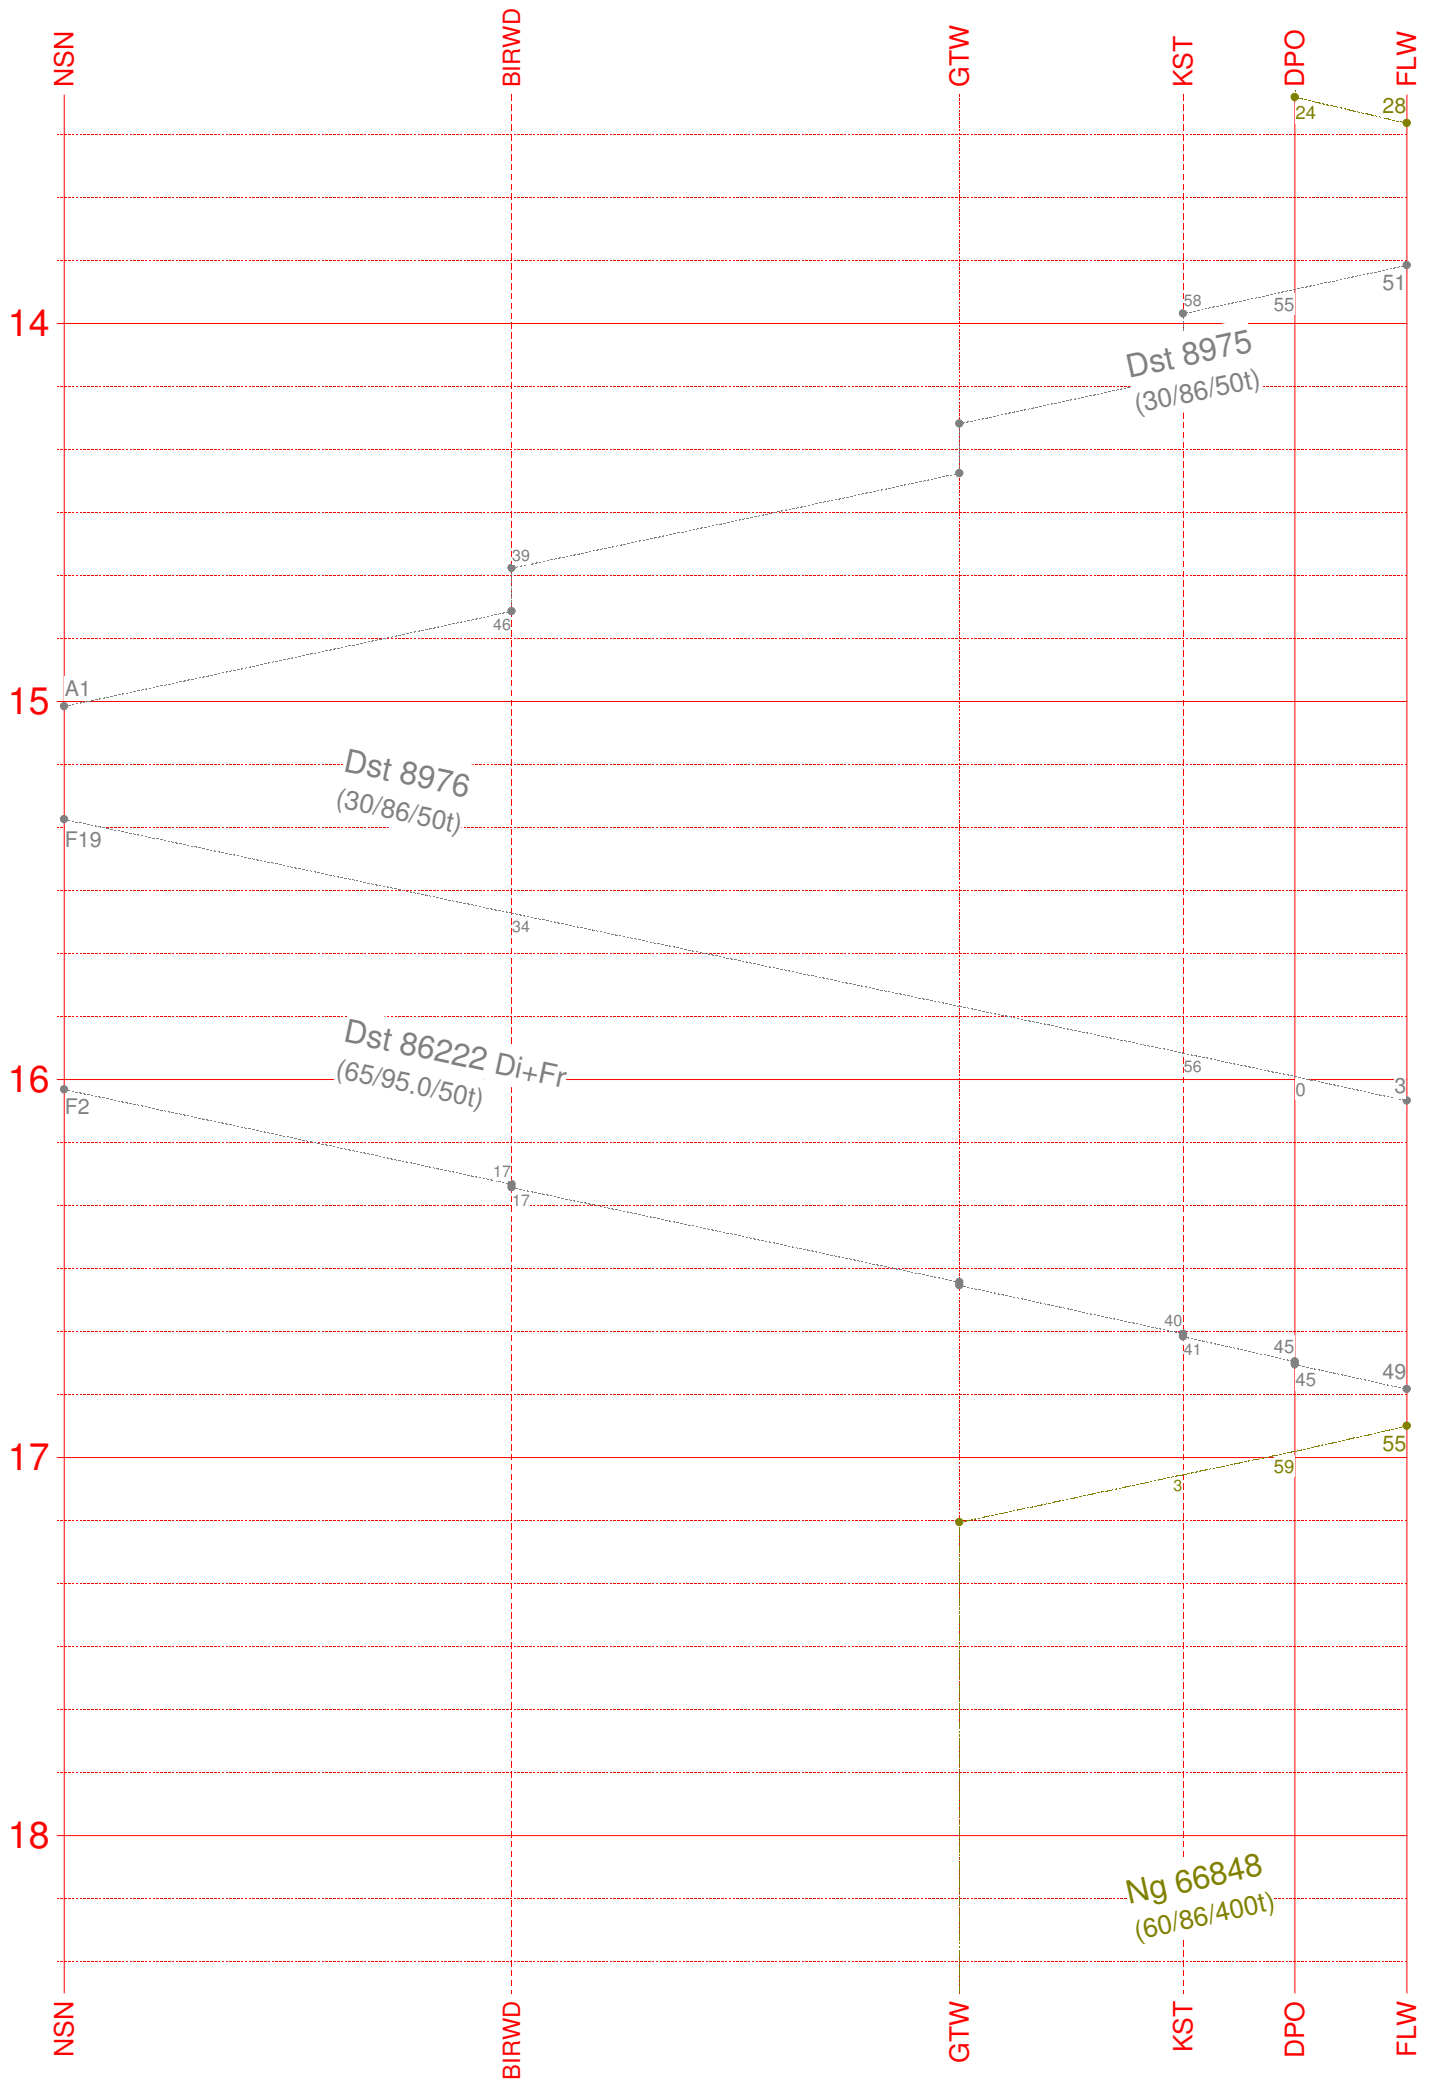 NSN
BIRWD
GTW
KST
DPO
FLW
24
28
51
55
58
14
Dst 8975
(30/86/50t)
39
46
A1
15
Dst 8976
(30/86/50t)
F19
34
Dst 86222 Di+Fr
(65/95.0/50t)
56
16
0
3
F2
17
17
40
41
45
45
49
55
17
59
3
18
Ng 66848
(60/86/400t)
NSN
BIRWD
GTW
KST
DPO
FLW